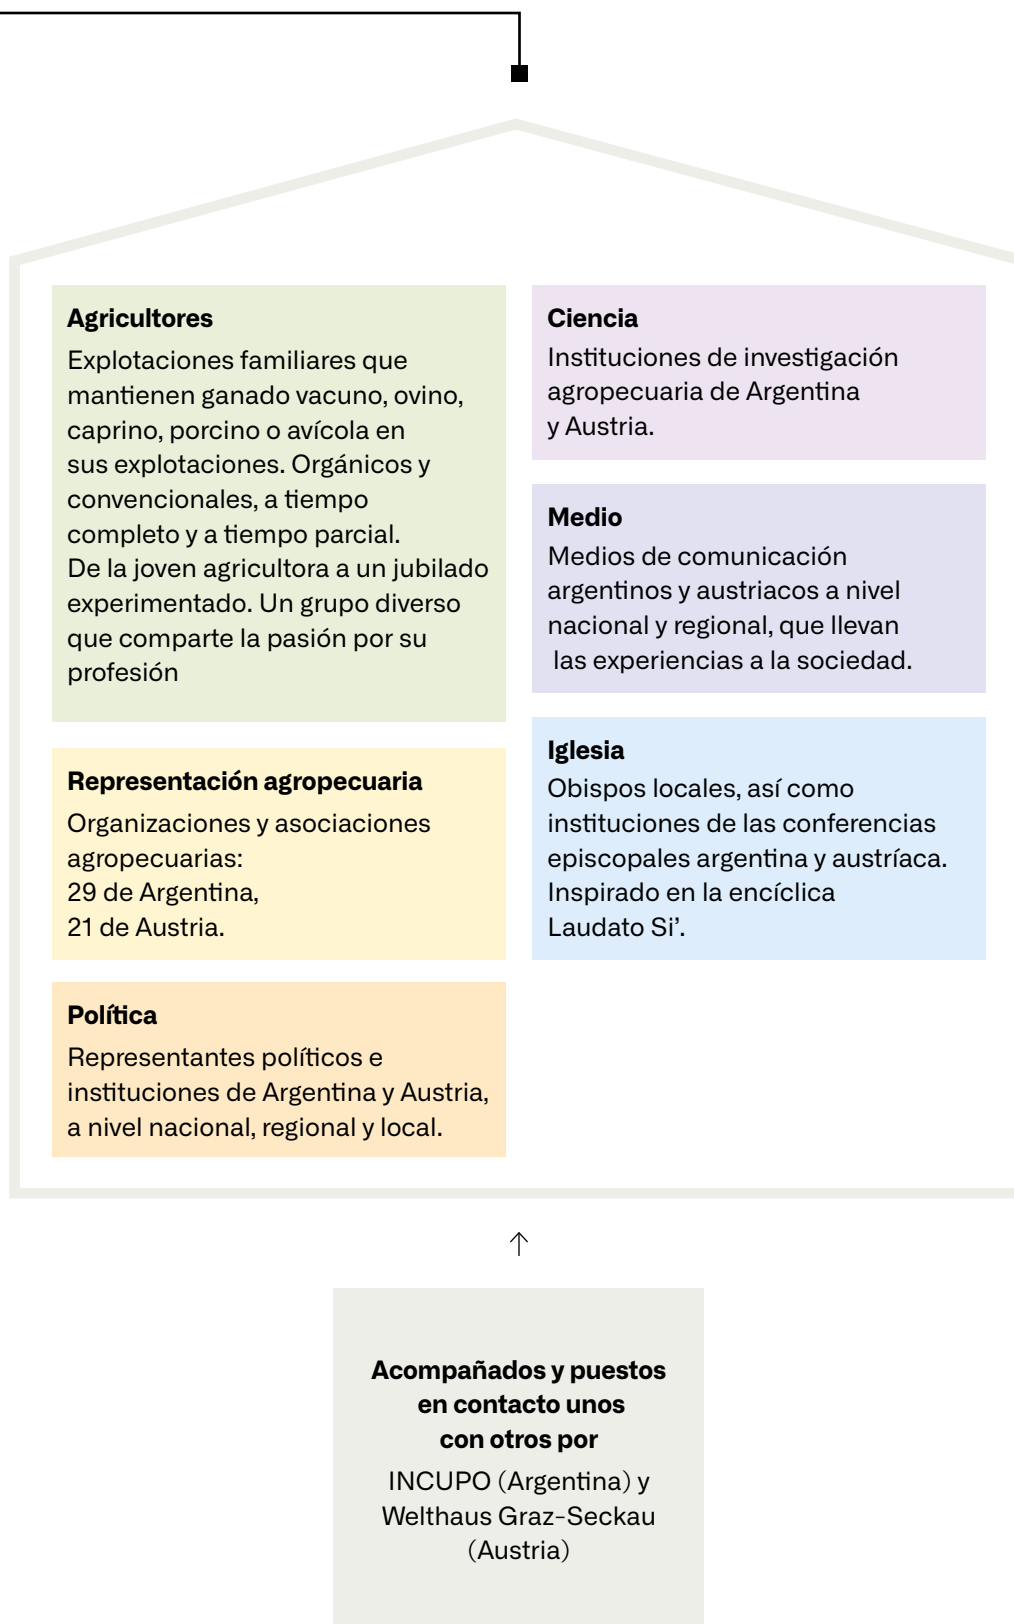 Agricultores
Explotaciones familiares que
mantienen ganado vacuno, ovino,
caprino, porcino o avícola en
sus explotaciones. Orgánicos y
convencionales, a tiempo
completo y a tiempo parcial.
De la joven agricultora a un jubilado
experimentado. Un grupo diverso
que comparte la pasión por su
profesión
Representación agropecuaria
Organizaciones y asociaciones
agropecuarias:
29 de Argentina,
21 de Austria.
Política
Representantes políticos e
instituciones de Argentina y Austria,
a nivel nacional, regional y local.
Ciencia
Instituciones de investigación
agropecuaria de Argentina
y Austria.
Medio
Medios de comunicación
argentinos y austriacos a nivel
nacional y regional, que llevan
las experiencias a la sociedad.
Iglesia
Obispos locales, así como
instituciones de las conferencias
episcopales argentina y austríaca.
Inspirado en la encíclica
Laudato Si’.
Acompañados y puestos
en contacto unos
con otros por
INCUPO (Argentina) y
Welthaus Graz-Seckau
(Austria)